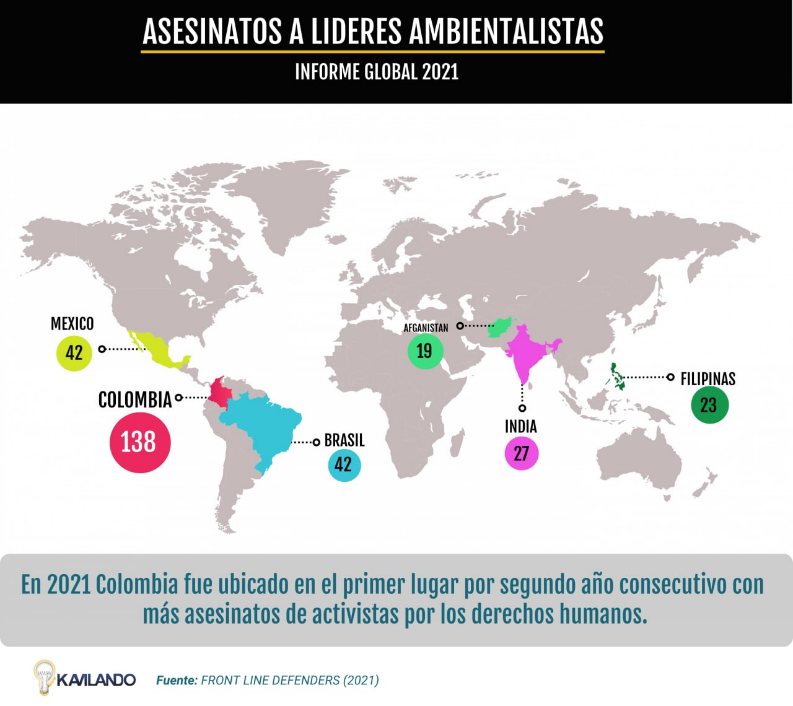 ASESINATOS A LIDERES AMBIENTALISTAS
INFORME GLOBAL 2021
MEXICO
42
COLOMBIA
138
BRASIL
42
AFGANISTAN
19
INDIA
27
FILIPINAS
23
En 2021 Colombia fue ubicado en el primer lugar por segundo año consecutivo con
más asesinatos de activistas por los derechos humanos.
KAVILANDO
Fuente: FRONT LINE DEFENDERS (2021)